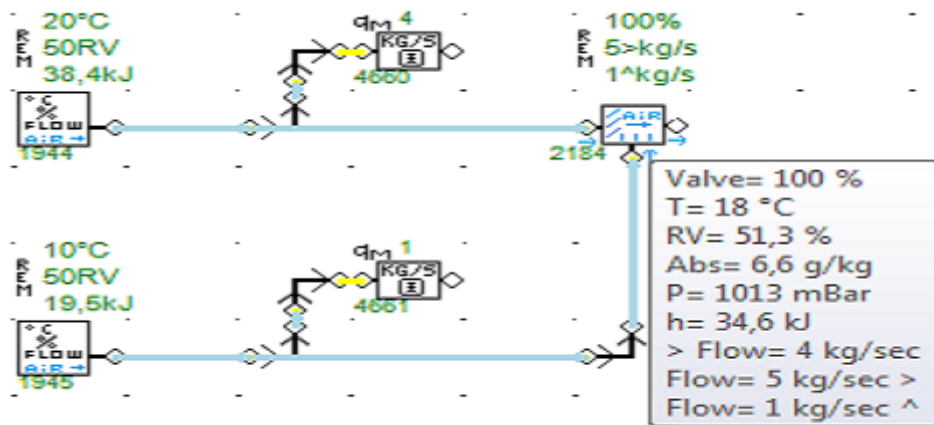 20°C
50RV
38,4kJ
REM
°C
%
FLOW
AiR
1944
qM 4
KG/S
4660
100%
5>kg/s
1^kg/s
REM
AiR
2184
10°C
50RV
19,5kJ
REM
°C
%
FLOW
AiR
1945
qM 1
KG/S
4661
Valve= 100 %
T= 18 °C
RV= 51,3 %
Abs= 6,6 g/kg
P= 1013 mBar
h= 34,6 kJ
> Flow= 4 kg/sec
Flow= 5 kg/sec >
Flow= 1 kg/sec ^